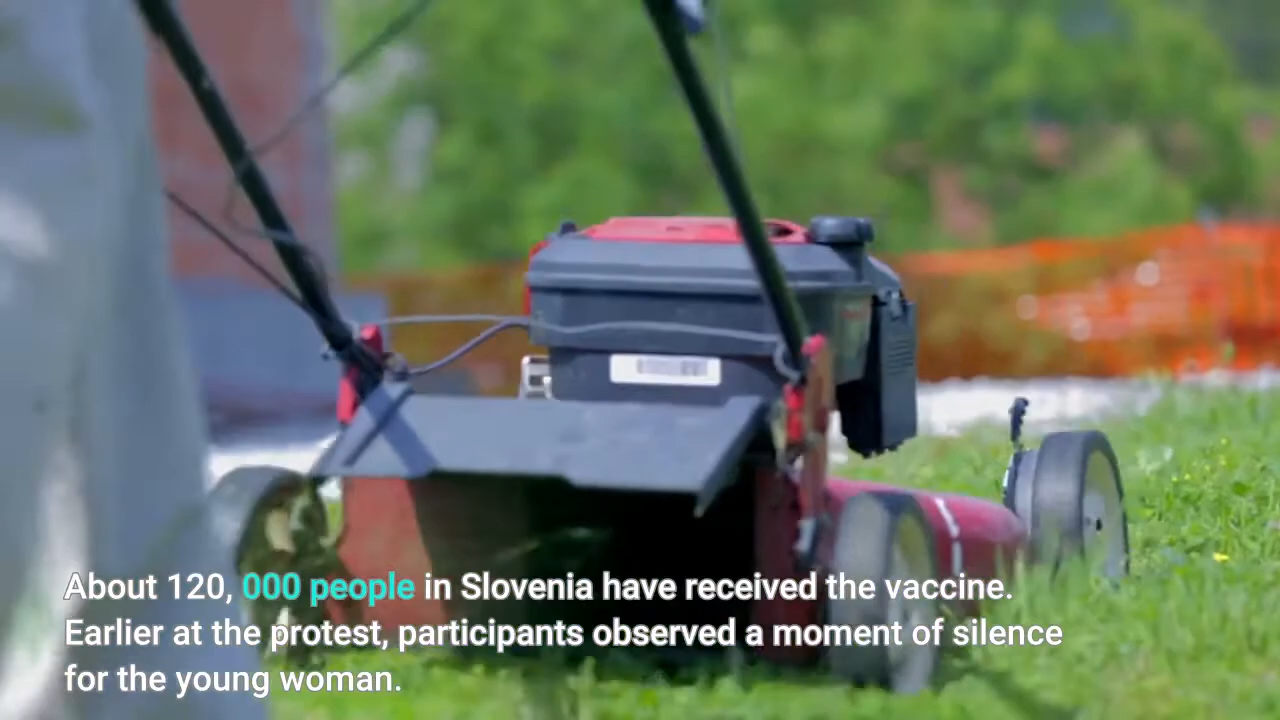 About 120, 000 people in Slovenia have received the vaccine.
Earlier at the protest, participants observed a moment of silence
for the young woman.